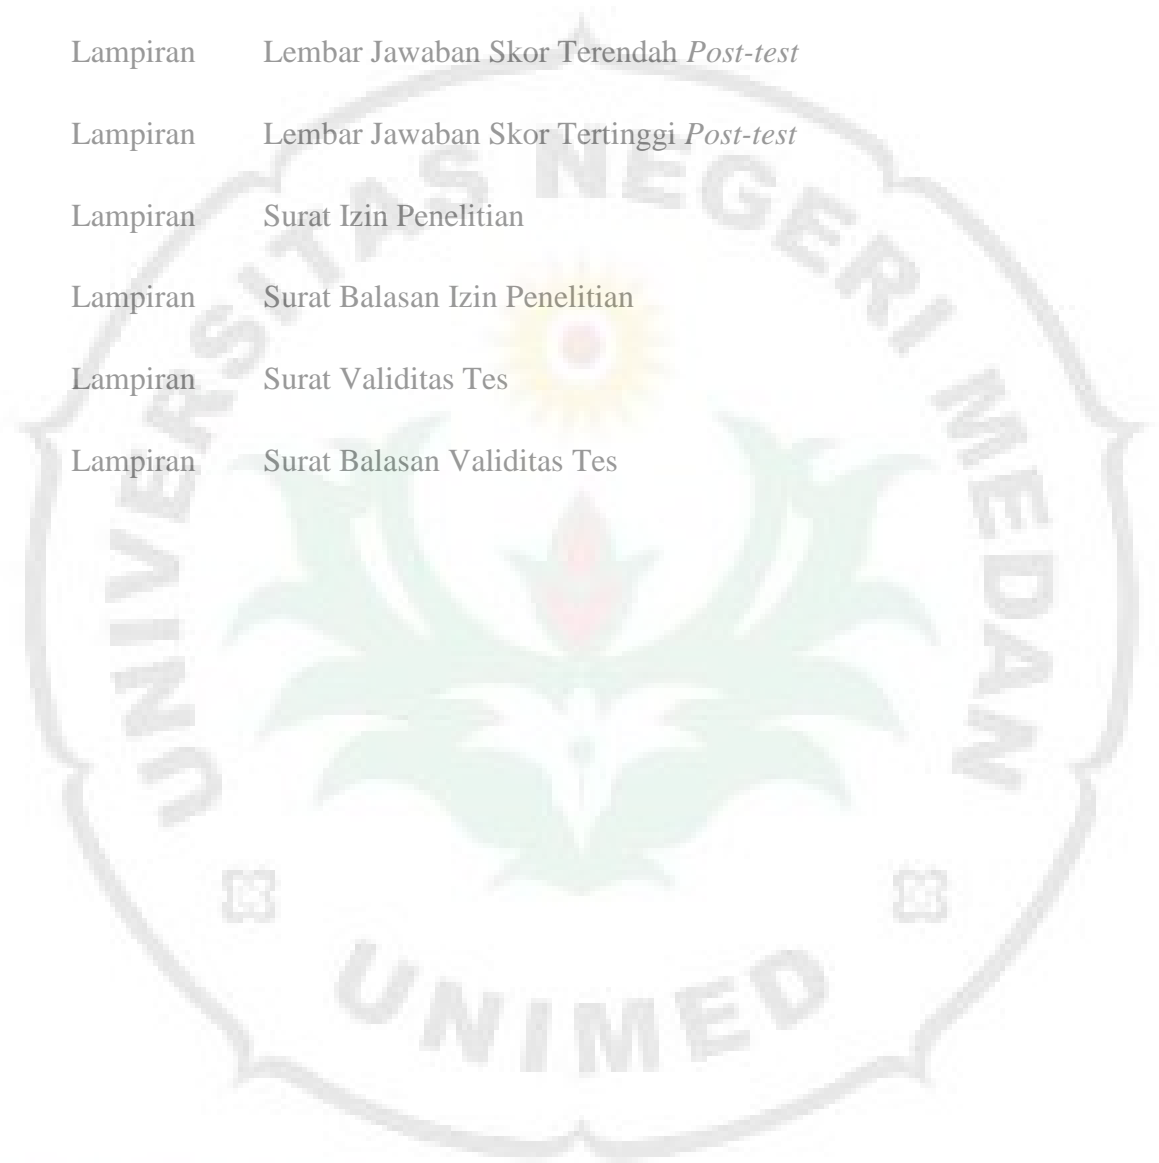 Lampiran Lembar Jawaban Skor Terendah Post-test
Lampiran Lembar Jawaban Skor Tertinggi Post-test
Lampiran Surat Izin Penelitian
Lampiran Surat Balasan Izin Penelitian
Lampiran Surat Validitas Tes
Lampiran Surat Balasan Validitas Tes
UNIVERSITAS NEGERI MEDAN
UNIMED